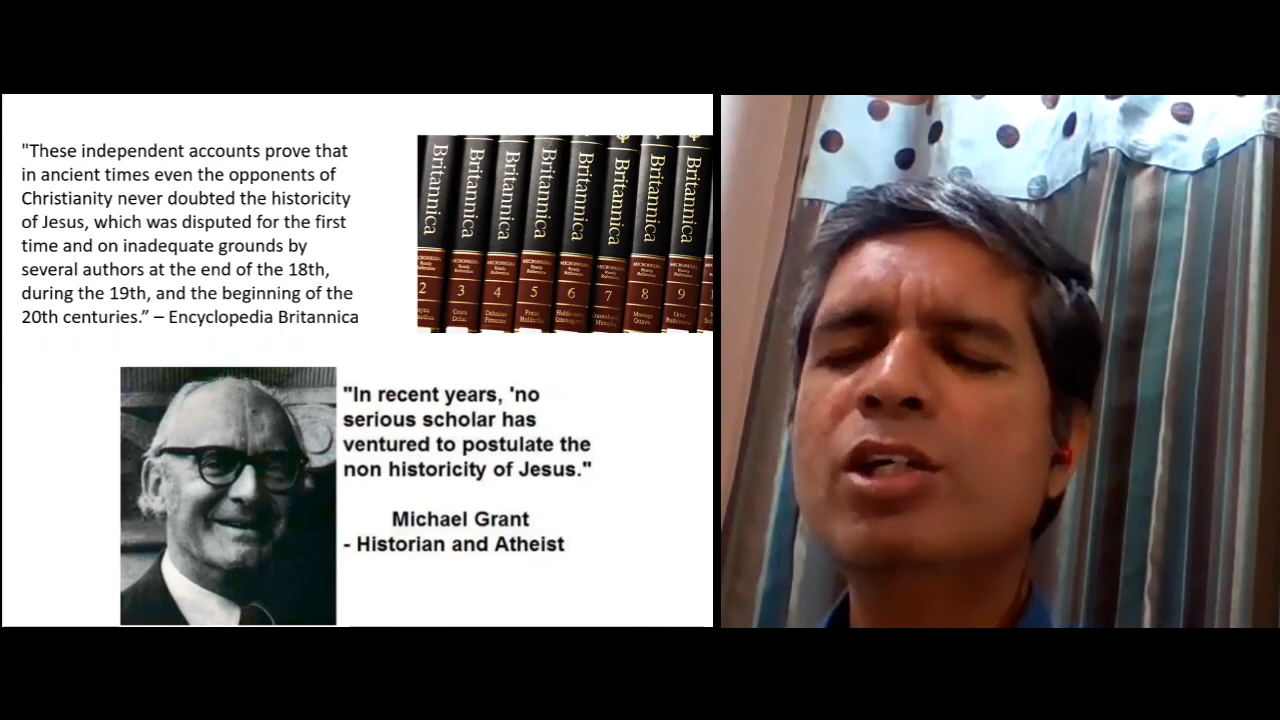 "These independent accounts prove that
in ancient times even the opponents of
Christianity never doubted the historicity
of Jesus, which was disputed for the first
time and on inadequate grounds by
several authors at the end of the 18th,
during the 19th, and the beginning of the
20th centuries.” – Encyclopedia Britannica
Britannica
Britannica
Britannica
Britannica
Britannica
Britannica
Britannica
Britannica
2
3
4
5
6
7
8
9
"In recent years, 'no
serious scholar has
ventured to postulate the
non historicity of Jesus."
Michael Grant
- Historian and Atheist